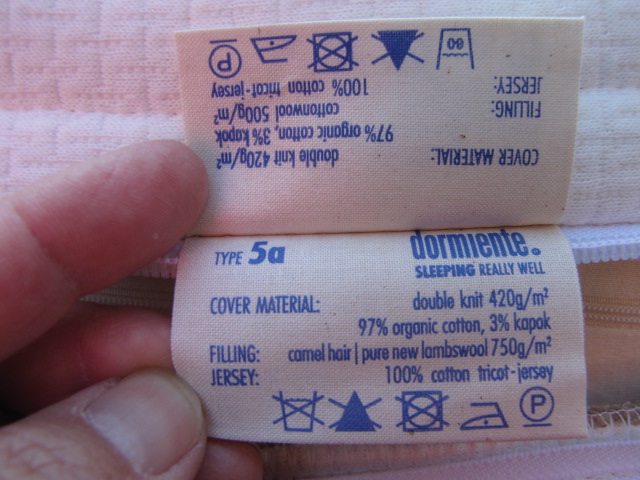 COVER MATERIAL: double knit 420g/m²
97% organic cotton, 3% kapok
FILLING: cottonwool 500g/m²
JERSEY: 100% cotton tricot-jersey
60 P
TYPE 5a dormiente.
SLEEPING REALLY WELL
COVER MATERIAL: double knit 420g/m²
97% organic cotton, 3% kapok
FILLING: camel hair | pure new lambswool 750g/m²
JERSEY: 100% cotton tricot-jersey
P